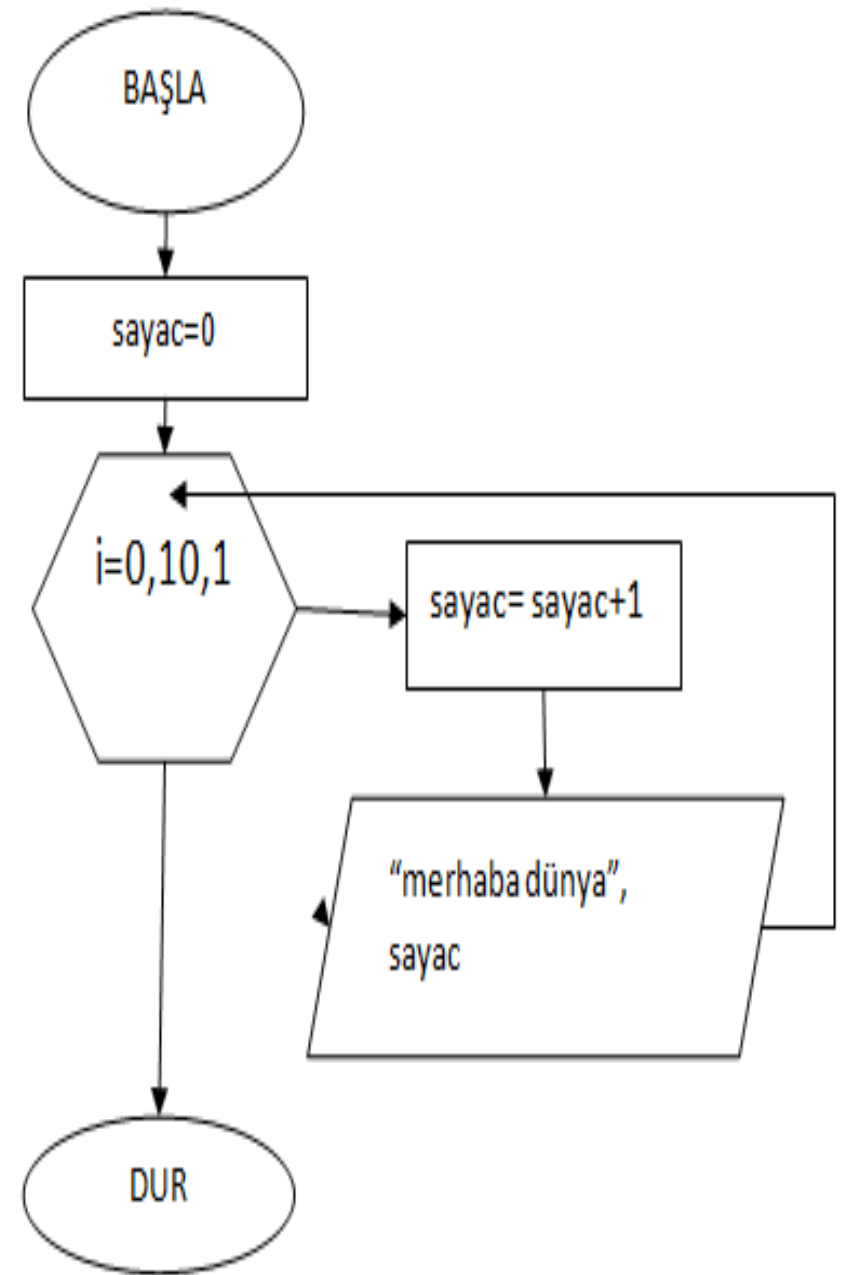 BAŞLA
sayac=0
i=0,10,1
sayac= sayac+1
“merhaba dünya”,
sayac
DUR